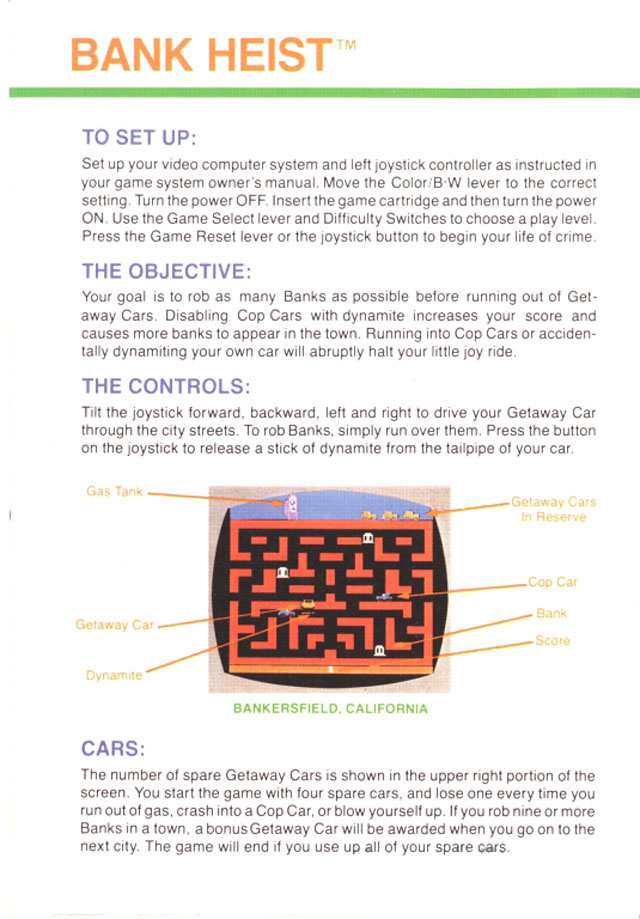 BANK HEIST™
TO SET UP:
Set up your video computer system and left joystick controller as instructed in
your game system owner's manual. Move the Color/B-W lever to the correct
setting. Turn the power OFF. Insert the game cartridge and then turn the power
ON. Use the Game Select lever and Difficulty Switches to choose a play level.
Press the Game Reset lever or the joystick button to begin your life of crime.
THE OBJECTIVE:
Your goal is to rob as many Banks as possible before running out of Get-
away Cars. Disabling Cop Cars with dynamite increases your score and
causes more banks to appear in the town. Running into Cop Cars or acciden-
tally dynamiting your own car will abruptly halt your little joy ride.
THE CONTROLS:
Tilt the joystick forward, backward, left and right to drive your Getaway Car
through the city streets. To rob Banks, simply run over them. Press the button
on the joystick to release a stick of dynamite from the tailpipe of your car.
Gas Tank
Getaway Cars
In Reserve
Cop Car
Bank
Getaway Car
Score
Dynamite
BANKERSFIELD, CALIFORNIA
CARS:
The number of spare Getaway Cars is shown in the upper right portion of the
screen. You start the game with four spare cars, and lose one every time you
run out of gas, crash into a Cop Car, or blow yourself up. If you rob nine or more
Banks in a town, a bonus Getaway Car will be awarded when you go on to the
next city. The game will end if you use up all of your spare cars.